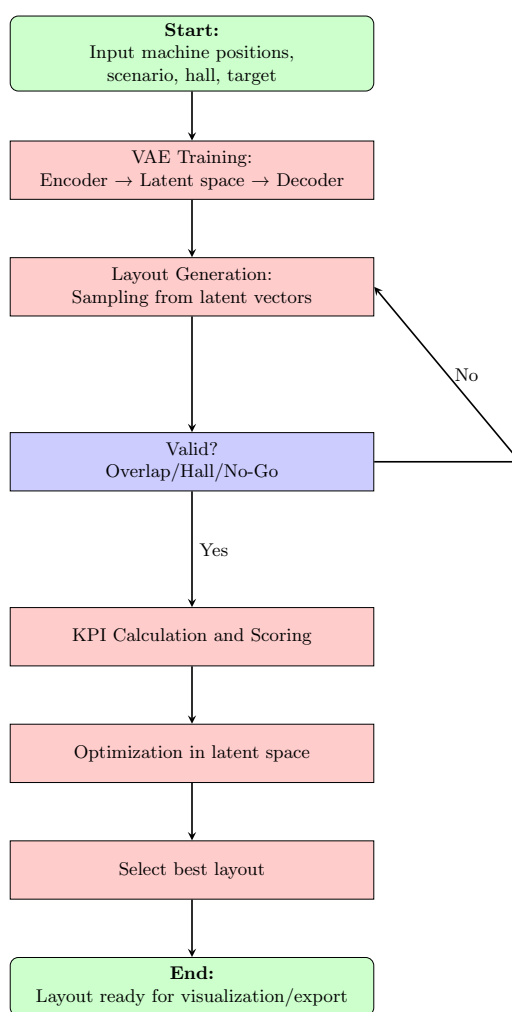 Start:
Input machine positions,
scenario, hall, target
VAE Training:
Encoder → Latent space → Decoder
Layout Generation:
Sampling from latent vectors
No
Valid?
Overlap/Hall/No-Go
Yes
KPI Calculation and Scoring
Optimization in latent space
Select best layout
End:
Layout ready for visualization/export